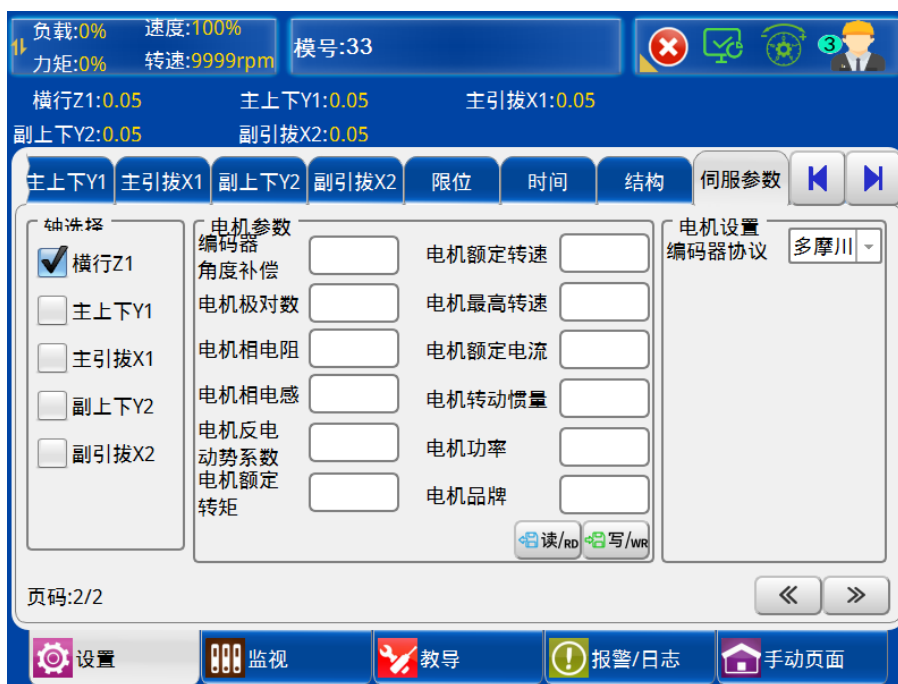 负载:0% 速度:100%
模号:33
3
力矩:0% 转速:9999rpm
横行Z1:0.05 主上下Y1:0.05 主引拔X1:0.05
副上下Y2:0.05 副引拔X2:0.05
主上下Y1 主引拔X1 副上下Y2 副引拔X2 限位 时间 结构 伺服参数
轴选择
横行Z1
主上下Y1
主引拔X1
副上下Y2
副引拔X2
电机参数
编码器
角度补偿
电机极对数
电机相电阻
电机相电感
电机反电
动势系数
电机额定
转矩
电机额定转速
电机最高转速
电机额定电流
电机转动惯量
电机功率
电机品牌
读/RD 写/WR
电机设置
编码器协议 多摩川
页码:2/2
设置 监视 教导 报警/日志 手动页面